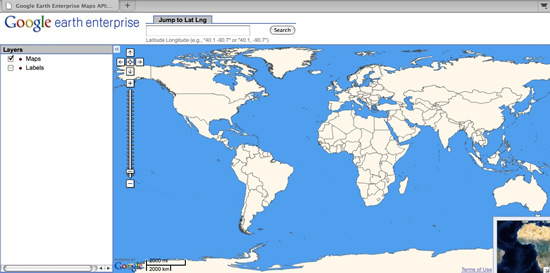 Google Earth Enterprise Maps API...
Google earth enterprise
Jump to Lat Lng
Search
Latitude Longitude (e.g., "40.1 -90.7" or "40.1, -90.7")
Layers
Maps
Labels
POWERED BY
Google
2000 mi
2000 km
Terms of Use